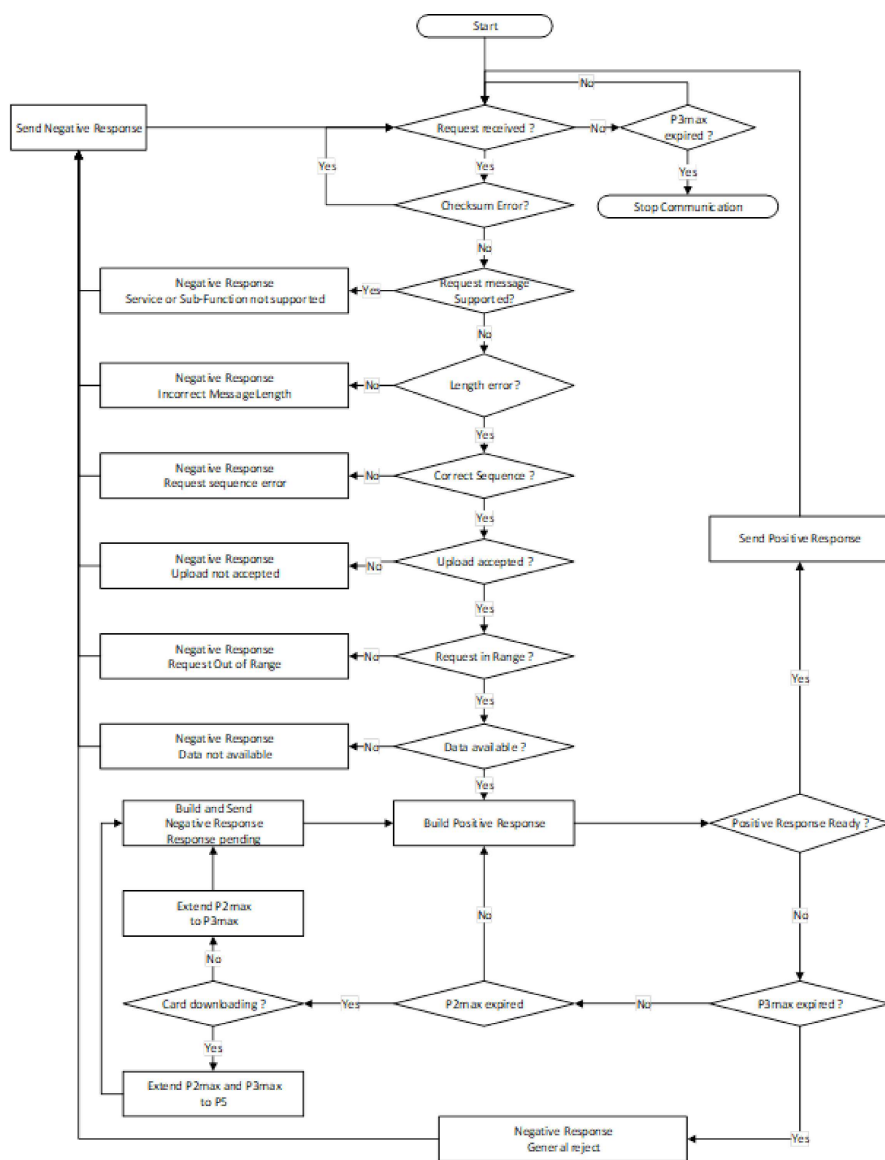 Start
No
Send Negative Response
Request received ?
No
P3max
expired ?
Yes
Yes
Yes
Checksum Error?
Stop Communication
No
Negative Response
Service or Sub-Function not supported
Yes
Request message
Supported?
No
Negative Response
Incorrect Message Length
No
Length error?
Yes
Negative Response
Request sequence error
No
Correct Sequence ?
Yes
Send Positive Response
Negative Response
Upload not accepted
No
Upload accepted ?
Yes
Negative Response
Request Out of Range
No
Request in Range ?
Yes
Yes
Negative Response
Data not available
No
Data available ?
Yes
Build and Send
Negative Response
Response pending
Build Positive Response
Positive Response Ready ?
Extend P2max
to P3max
No
No
No
Card downloading ?
Yes
P2max expired
No
P3max expired ?
Yes
Extend P2max and P3max
to P5
Negative Response
General reject
Yes